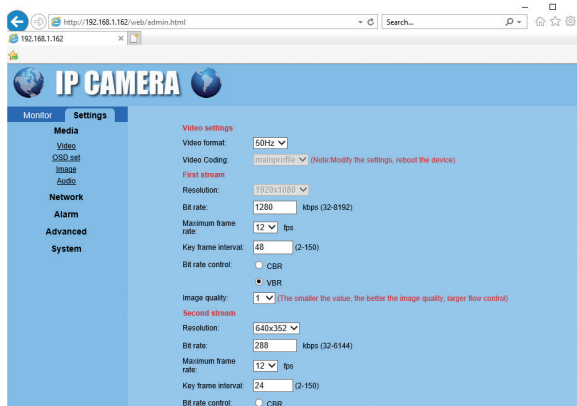 http://192.168.1.162/web/admin.html
Search...
192.168.1.162
IP CAMERA
Monitor Settings
Media
Video
OSD set
Image
Audio
Network
Alarm
Advanced
System
Video settings
Video format: 50Hz
Video Coding: mainprofile (Note:Modify the settings, reboot the device)
First stream
Resolution: 1920x1080
Bit rate: 1280 kbps (32-8192)
Maximum frame
rate: 12 fps
Key frame interval: 48 (2-150)
Bit rate control: CBR
VBR
Image quality: 1 (The smaller the value, the better the image quality, larger flow control)
Second stream
Resolution: 640x352
Bit rate: 288 kbps (32-6144)
Maximum frame
rate: 12 fps
Key frame interval: 24 (2-150)
Bit rate control: CBR